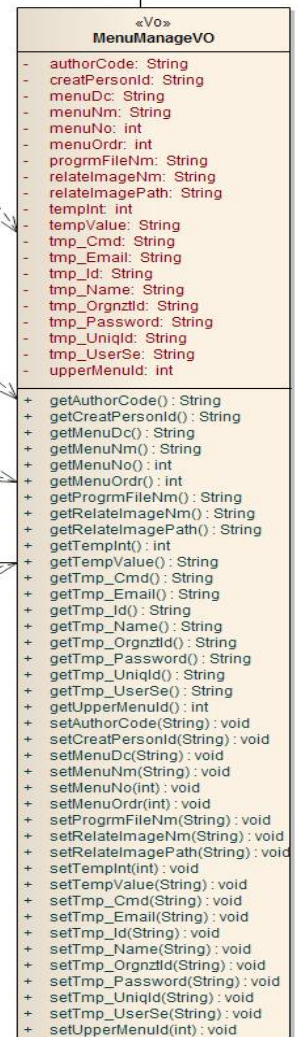 «Vo»
MenuManageVO
- authorCode: String
- creatPersonId: String
- menuDc: String
- menuNm: String
- menuNo: int
- menuOrdr: int
- progrmFileNm: String
- relateImageNm: String
- relateImagePath: String
- tempInt: int
- tempValue: String
- tmp_Cmd: String
- tmp_Email: String
- tmp_Id: String
- tmp_Name: String
- tmp_OrgnztId: String
- tmp_Password: String
- tmp_UniqId: String
- tmp_UserSe: String
- upperMenuId: int
+ getAuthorCode() : String
+ getCreatPersonId() : String
+ getMenuDc() : String
+ getMenuNm() : String
+ getMenuNo() : int
+ getMenuOrdr() : int
+ getProgrmFileNm() : String
+ getRelateImageNm() : String
+ getRelateImagePath() : String
+ getTempInt() : int
+ getTempValue() : String
+ getTmp_Cmd() : String
+ getTmp_Email() : String
+ getTmp_Id() : String
+ getTmp_Name() : String
+ getTmp_OrgnztId() : String
+ getTmp_Password() : String
+ getTmp_UniqId() : String
+ getTmp_UserSe() : String
+ getUpperMenuId() : int
+ setAuthorCode(String) : void
+ setCreatPersonId(String) : void
+ setMenuDc(String) : void
+ setMenuNm(String) : void
+ setMenuNo(int) : void
+ setMenuOrdr(int) : void
+ setProgrmFileNm(String) : void
+ setRelateImageNm(String) : void
+ setRelateImagePath(String) : void
+ setTempInt(int) : void
+ setTempValue(String) : void
+ setTmp_Cmd(String) : void
+ setTmp_Email(String) : void
+ setTmp_Id(String) : void
+ setTmp_Name(String) : void
+ setTmp_OrgnztId(String) : void
+ setTmp_Password(String) : void
+ setTmp_UniqId(String) : void
+ setTmp_UserSe(String) : void
+ setUpperMenuId(int) : void